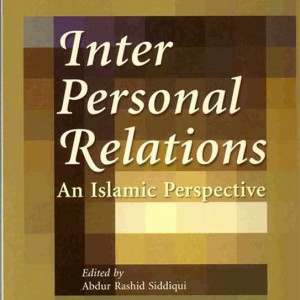 Inter
Personal
Relations
An Islamic Perspective
Edited by
Abdur Rashid Siddiqui